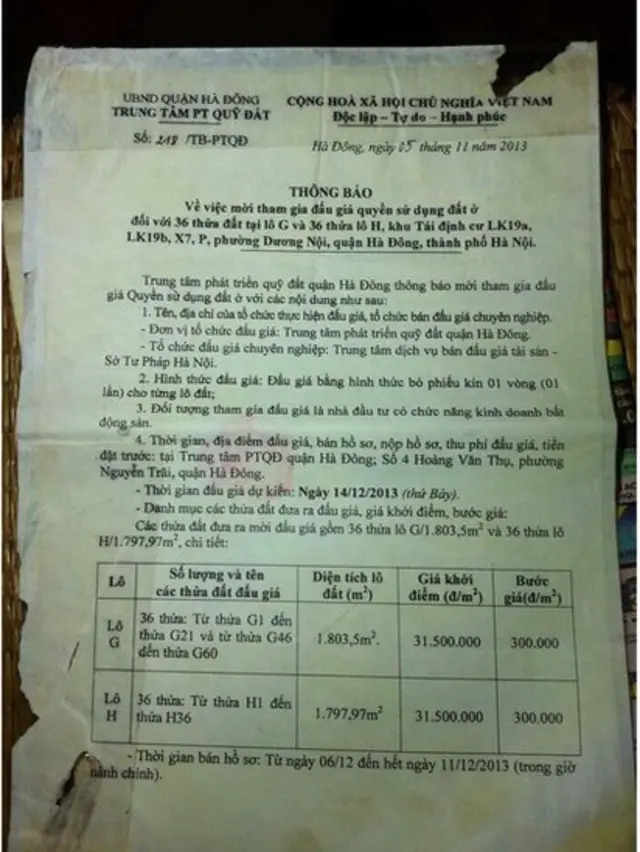 UBND QUẬN HÀ ĐÔNG
TRUNG TÂM PT QUỸ ĐẤT
Số: 218 /TB-PTQĐ
CỘNG HOÀ XÃ HỘI CHỦ NGHĨA VIỆT NAM
Độc lập – Tự do – Hạnh phúc
Hà Đông, ngày 05 tháng 11 năm 2013
THÔNG BÁO
Về việc mời tham gia đấu giá quyền sử dụng đất ở
đối với 36 thửa đất tại lô G và 36 thửa lô H, khu Tái định cư LK19a,
LK19b, X7, P, phường Dương Nội, quận Hà Đông, thành phố Hà Nội.
Trung tâm phát triển quỹ đất quận Hà Đông thông báo mời tham gia đấu
giá Quyền sử dụng đất ở với các nội dung như sau:
1. Tên, địa chỉ của tổ chức thực hiện đấu giá, tổ chức bán đấu giá chuyên nghiệp.
- Đơn vị tổ chức đấu giá: Trung tâm phát triển quỹ đất quận Hà Đông.
- Tổ chức đấu giá chuyên nghiệp: Trung tâm dịch vụ bán đấu giá tài sản -
Sở Tư Pháp Hà Nội.
2. Hình thức đấu giá: Đấu giá bằng hình thức bỏ phiếu kín 01 vòng (01
lần) cho từng lô đất;
3. Đối tượng tham gia đấu giá là nhà đầu tư có chức năng kinh doanh bất
động sản.
4. Thời gian, địa điểm đấu giá, bán hồ sơ, nộp hồ sơ, thu phí đấu giá, tiền
đặt trước: tại Trung tâm PTQĐ quận Hà Đông; Số 4 Hoàng Văn Thụ, phường
Nguyễn Trãi, quận Hà Đông.
- Thời gian đấu giá dự kiến: Ngày 14/12/2013 (thứ Bảy).
- Danh mục các thửa đất đưa ra đấu giá, giá khởi điểm, bước giá:
Các thửa đất đưa ra mời đấu giá gồm 36 thửa lô G/1.803,5m² và 36 thửa lô
H/1.797,97m², chi tiết:
Lô
Số lượng và tên
các thửa đất đấu giá
Diện tích lô
đất (m²)
Giá khởi
điểm (đ/m²)
Bước
giá(đ/m²)
Lô
G
36 thửa: Từ thửa G1 đến
thửa G21 và từ thửa G46
đến thửa G60
1.803,5m².
31.500.000
300.000
Lô
H
36 thửa: Từ thửa H1 đến
thửa H36
1.797,97m²
31.500.000
300.000
- Thời gian bán hồ sơ: Từ ngày 06/12 đến hết ngày 11/12/2013 (trong giờ
hành chính).